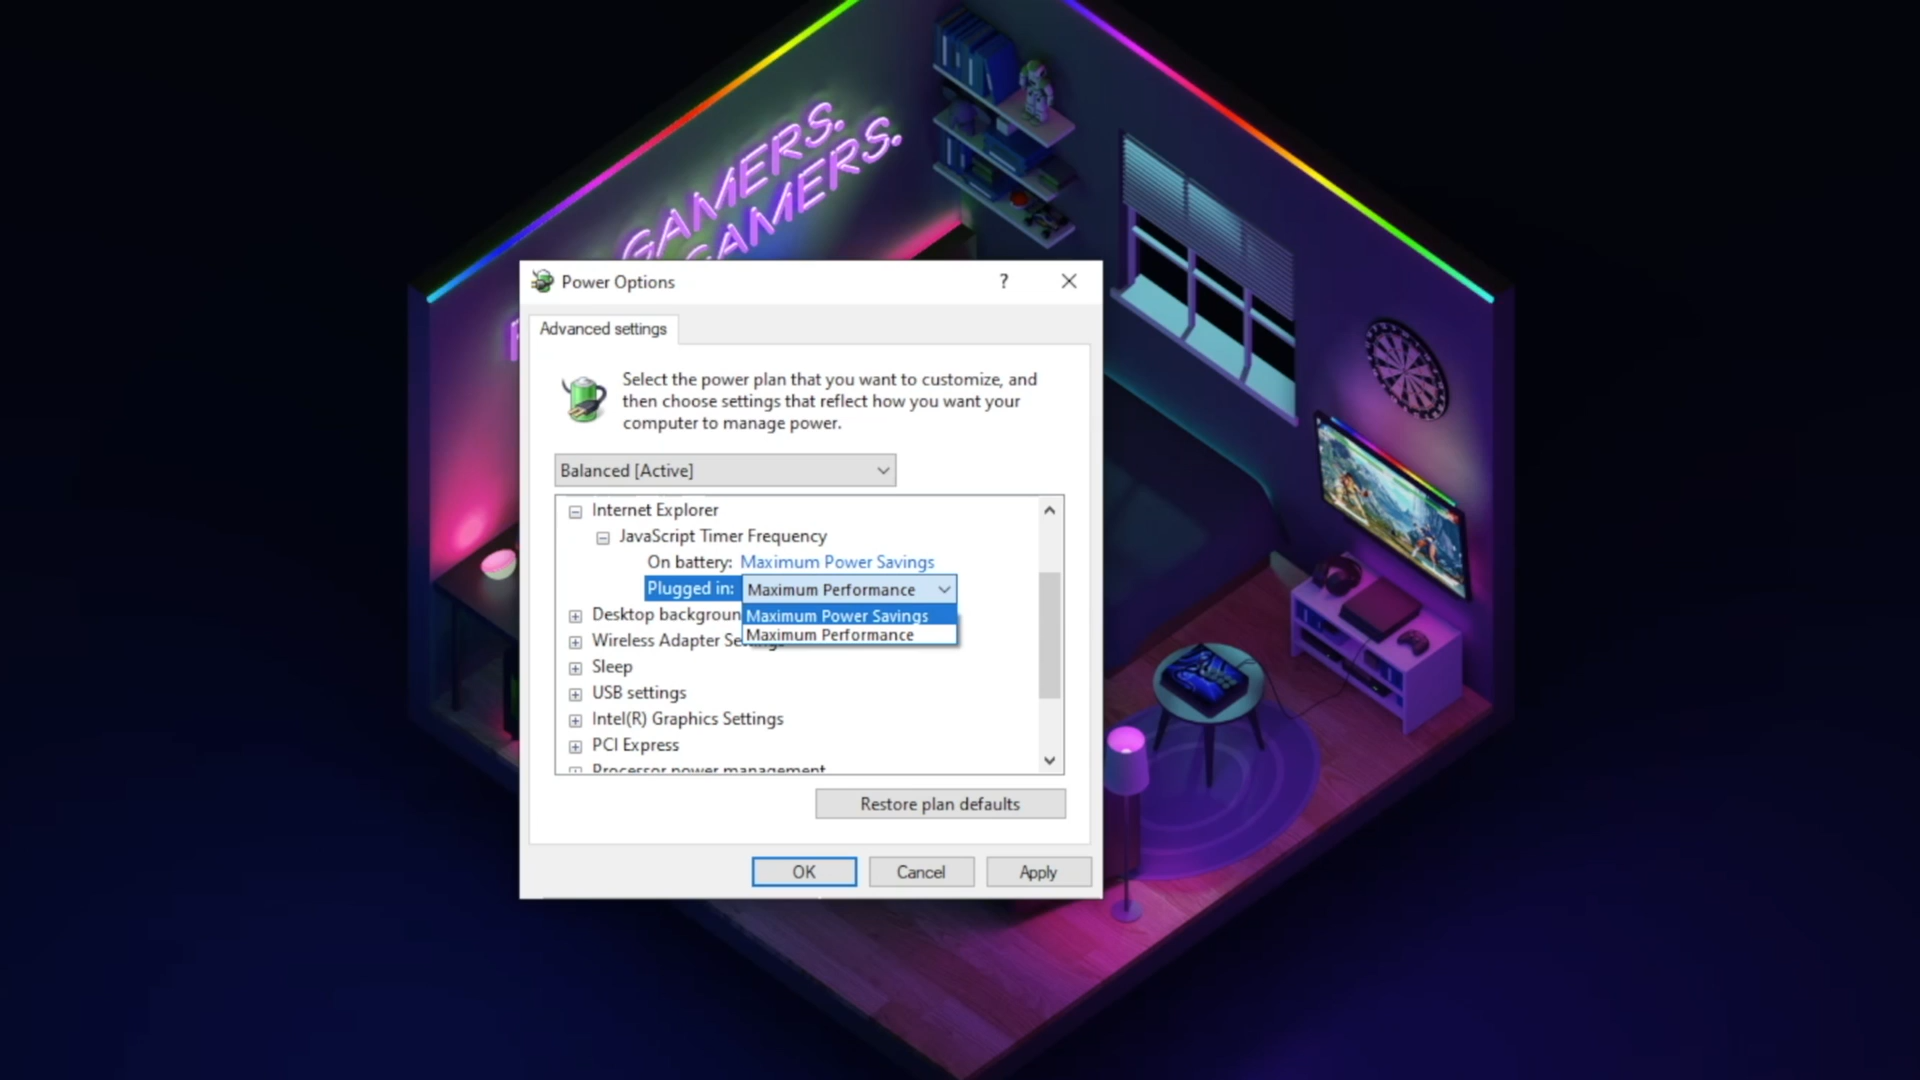 GAMERS.
GAMERS.
Power Options
?
Advanced settings
Select the power plan that you want to customize, and
then choose settings that reflect how you want your
computer to manage power.
Balanced [Active]
Internet Explorer
JavaScript Timer Frequency
On battery: Maximum Power Savings
Plugged in: Maximum Performance
Desktop backgroun
Maximum Power Savings
Maximum Performance
Wireless Adapter
Sleep
USB settings
Intel(R) Graphics Settings
PCI Express
Processor power management
Restore plan defaults
OK
Cancel
Apply